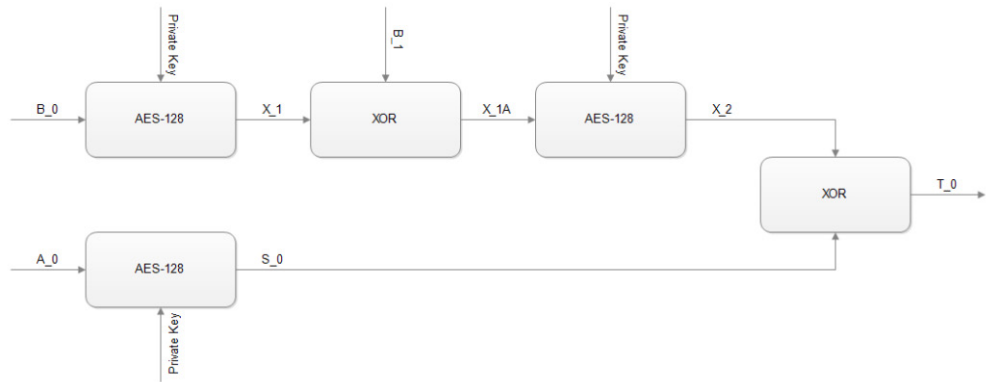 Private Key
B_1
Private Key
B_0
AES-128
X_1
XOR
X_1A
AES-128
X_2
XOR
T_0
A_0
AES-128
S_0
Private Key